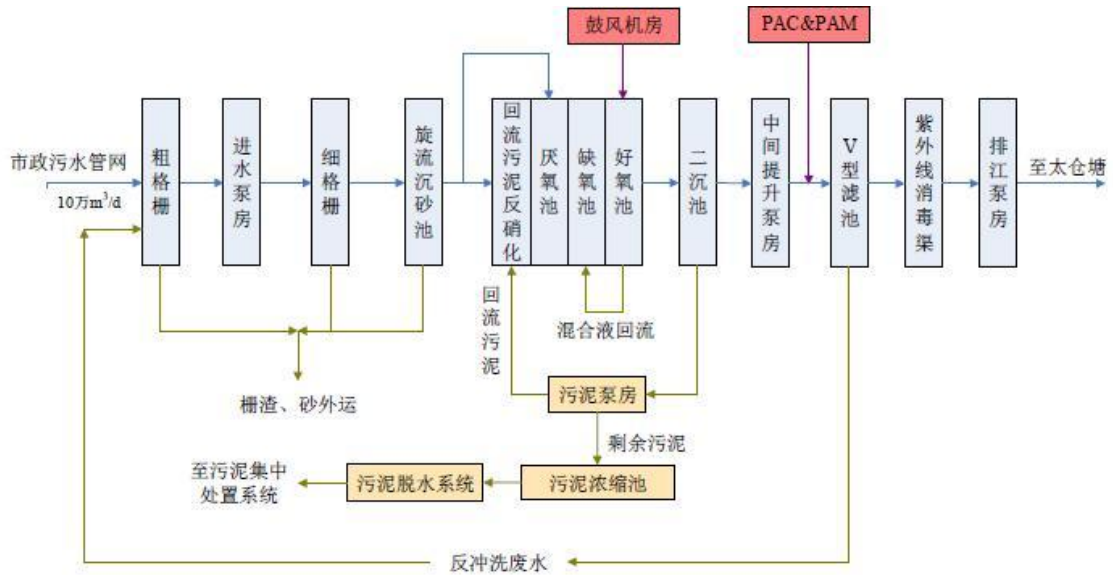 鼓风机房
PAC&PAM
市政污水管网
10万m³/d
粗格栅
进水泵房
细格栅
旋流沉砂池
回流污泥反硝化
厌氧池
缺氧池
好氧池
二沉池
中间提升泵房
V型滤池
紫外线消毒渠
排江泵房
至太仓塘
回流污泥
混合液回流
栅渣、砂外运
污泥泵房
剩余污泥
至污泥集中
处置系统
污泥脱水系统
污泥浓缩池
反冲洗废水